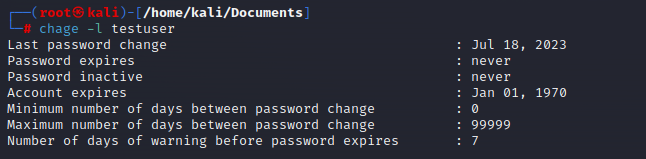 ┌──(root㉿kali)-[/home/kali/Documents]
└─# chage -l testuser
Last password change                                    : Jul 18, 2023
Password expires                                        : never
Password inactive                                       : never
Account expires                                         : Jan 01, 1970
Minimum number of days between password change          : 0
Maximum number of days between password change          : 99999
Number of days of warning before password expires       : 7